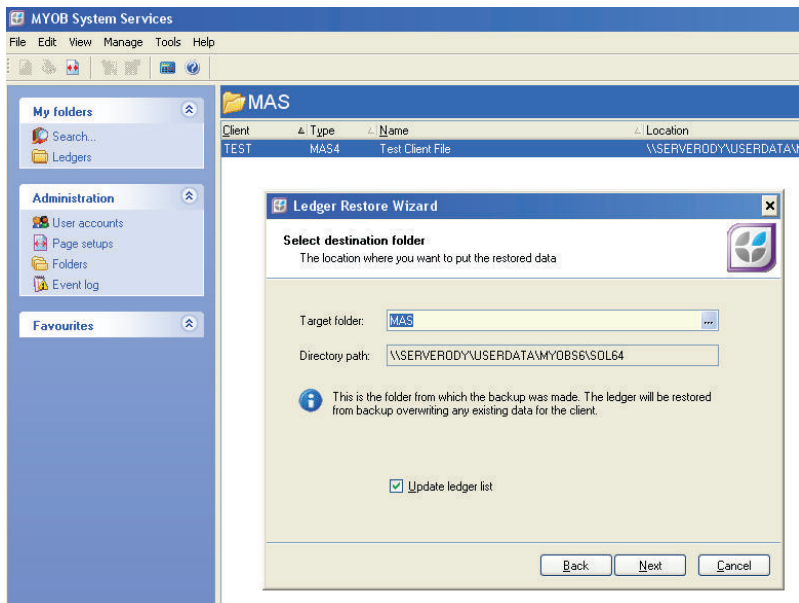 MYOB System Services
File Edit View Manage Tools Help
My folders
Search...
Ledgers
Administration
User accounts
Page setups
Folders
Event log
Favourites
MAS
Client Type Name Location
TEST MAS4 Test Client File \\SERVERODY\USERDATA\
Ledger Restore Wizard
Select destination folder
The location where you want to put the restored data
Target folder: MAS ...
Directory path: \\SERVERODY\USERDATA\MYOBS6\SOL64
This is the folder from which the backup was made. The ledger will be restored
from backup overwriting any existing data for the client.
Update ledger list
Back Next Cancel